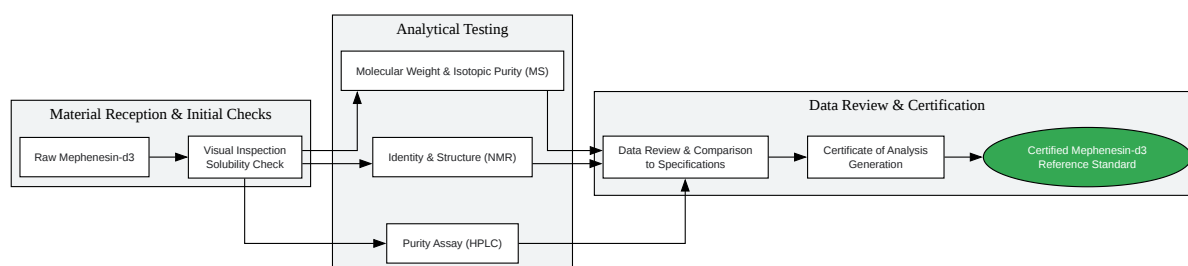 Material Reception & Initial Checks
Raw Mephenesin-d3
Visual Inspection
Solubility Check
Analytical Testing
Molecular Weight & Isotopic Purity (MS)
Identity & Structure (NMR)
Purity Assay (HPLC)
Data Review & Certification
Data Review & Comparison
to Specifications
Certificate of Analysis
Generation
Certified Mephenesin-d3
Reference Standard